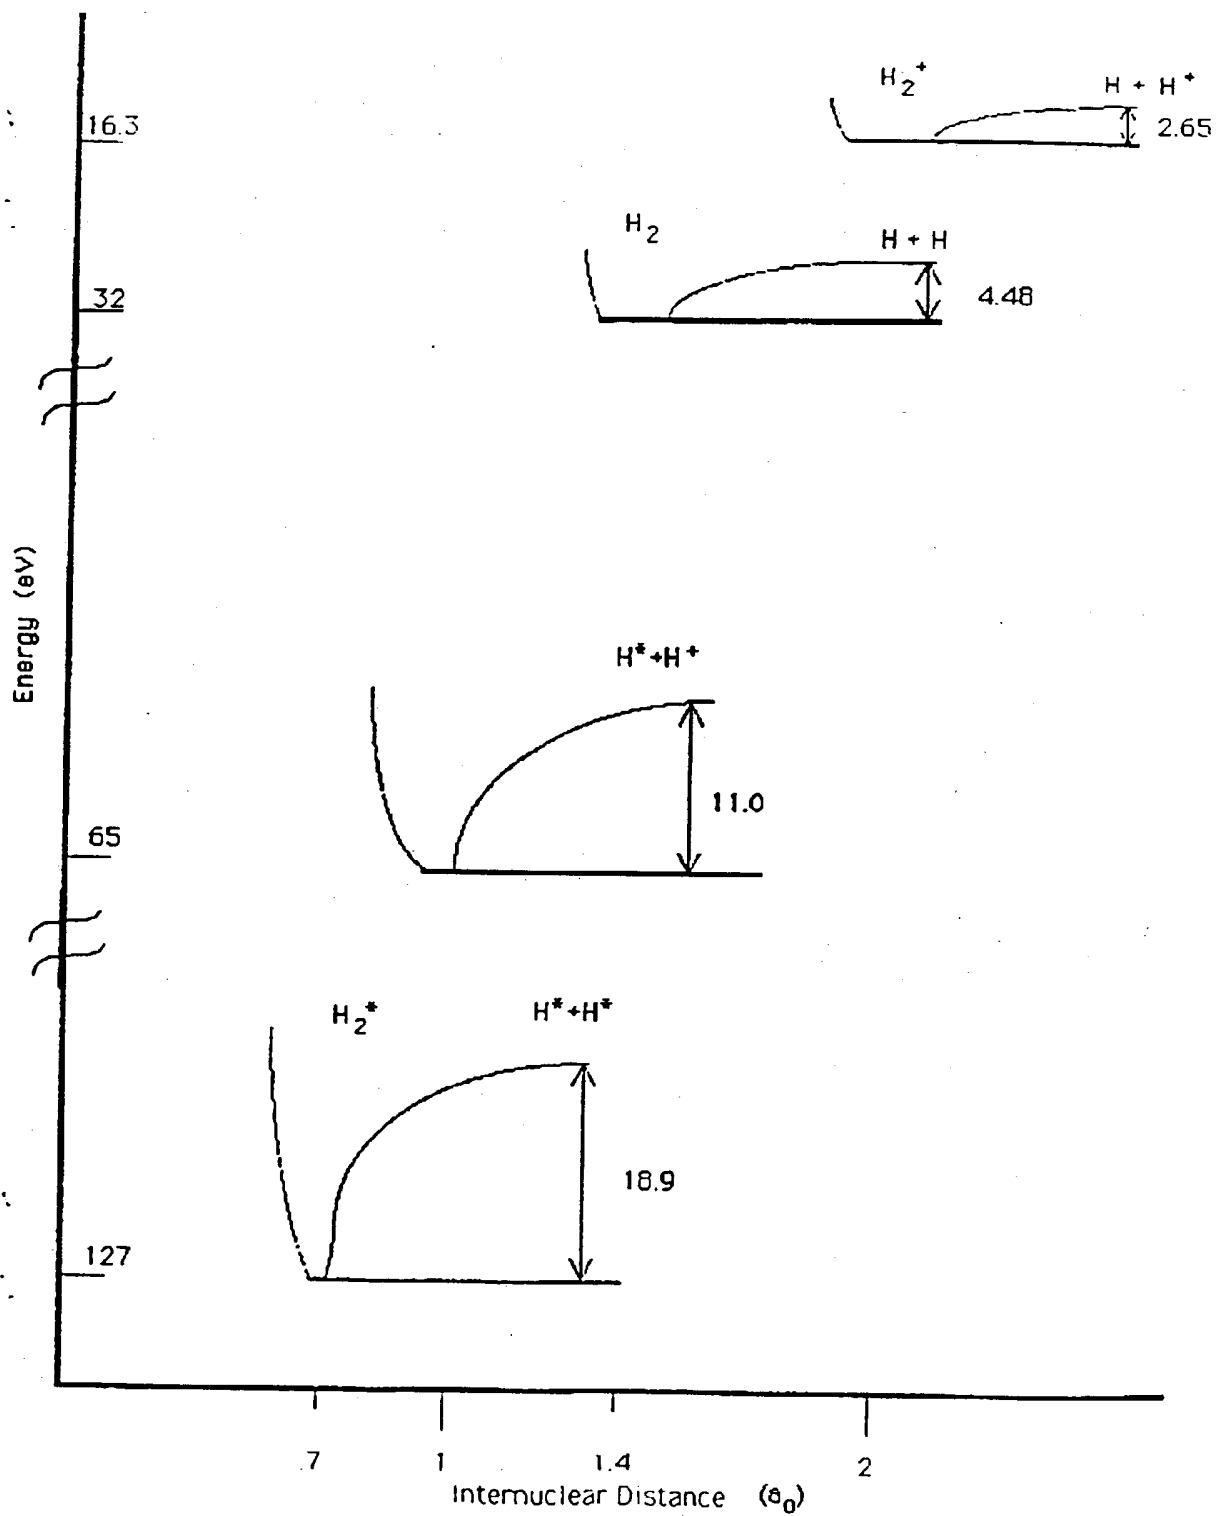 H2+
H + H+
16.3
2.65
H2
H + H
32
4.48
Energy (eV)
H*+H+
11.0
65
H2*
H*+H*
18.9
127
.7
1
1.4
2
Internuclear Distance (a0)